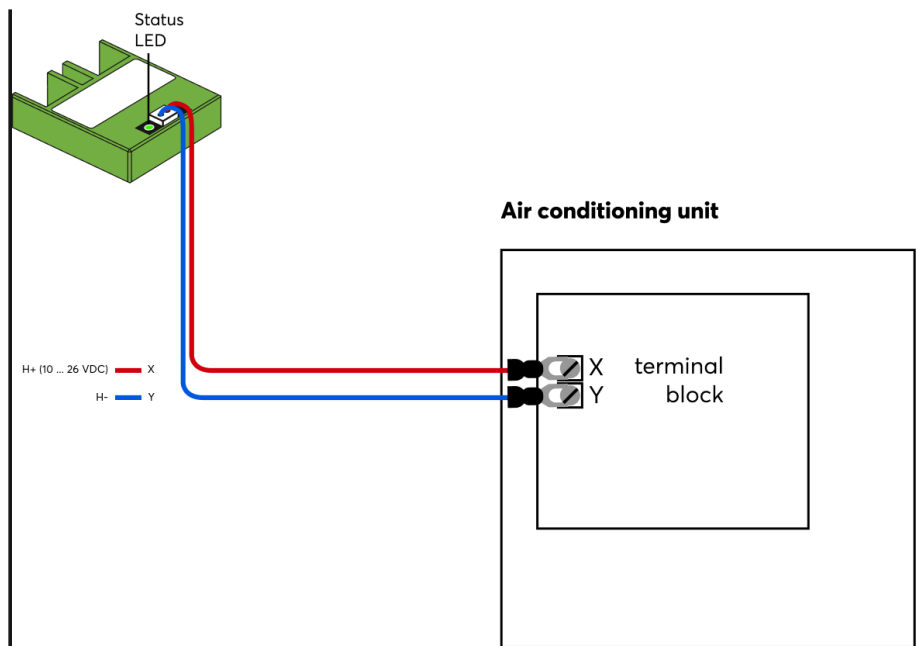 Status
LED
Air conditioning unit
H+ (10 ... 26 VDC) X
H- Y
X terminal
Y block